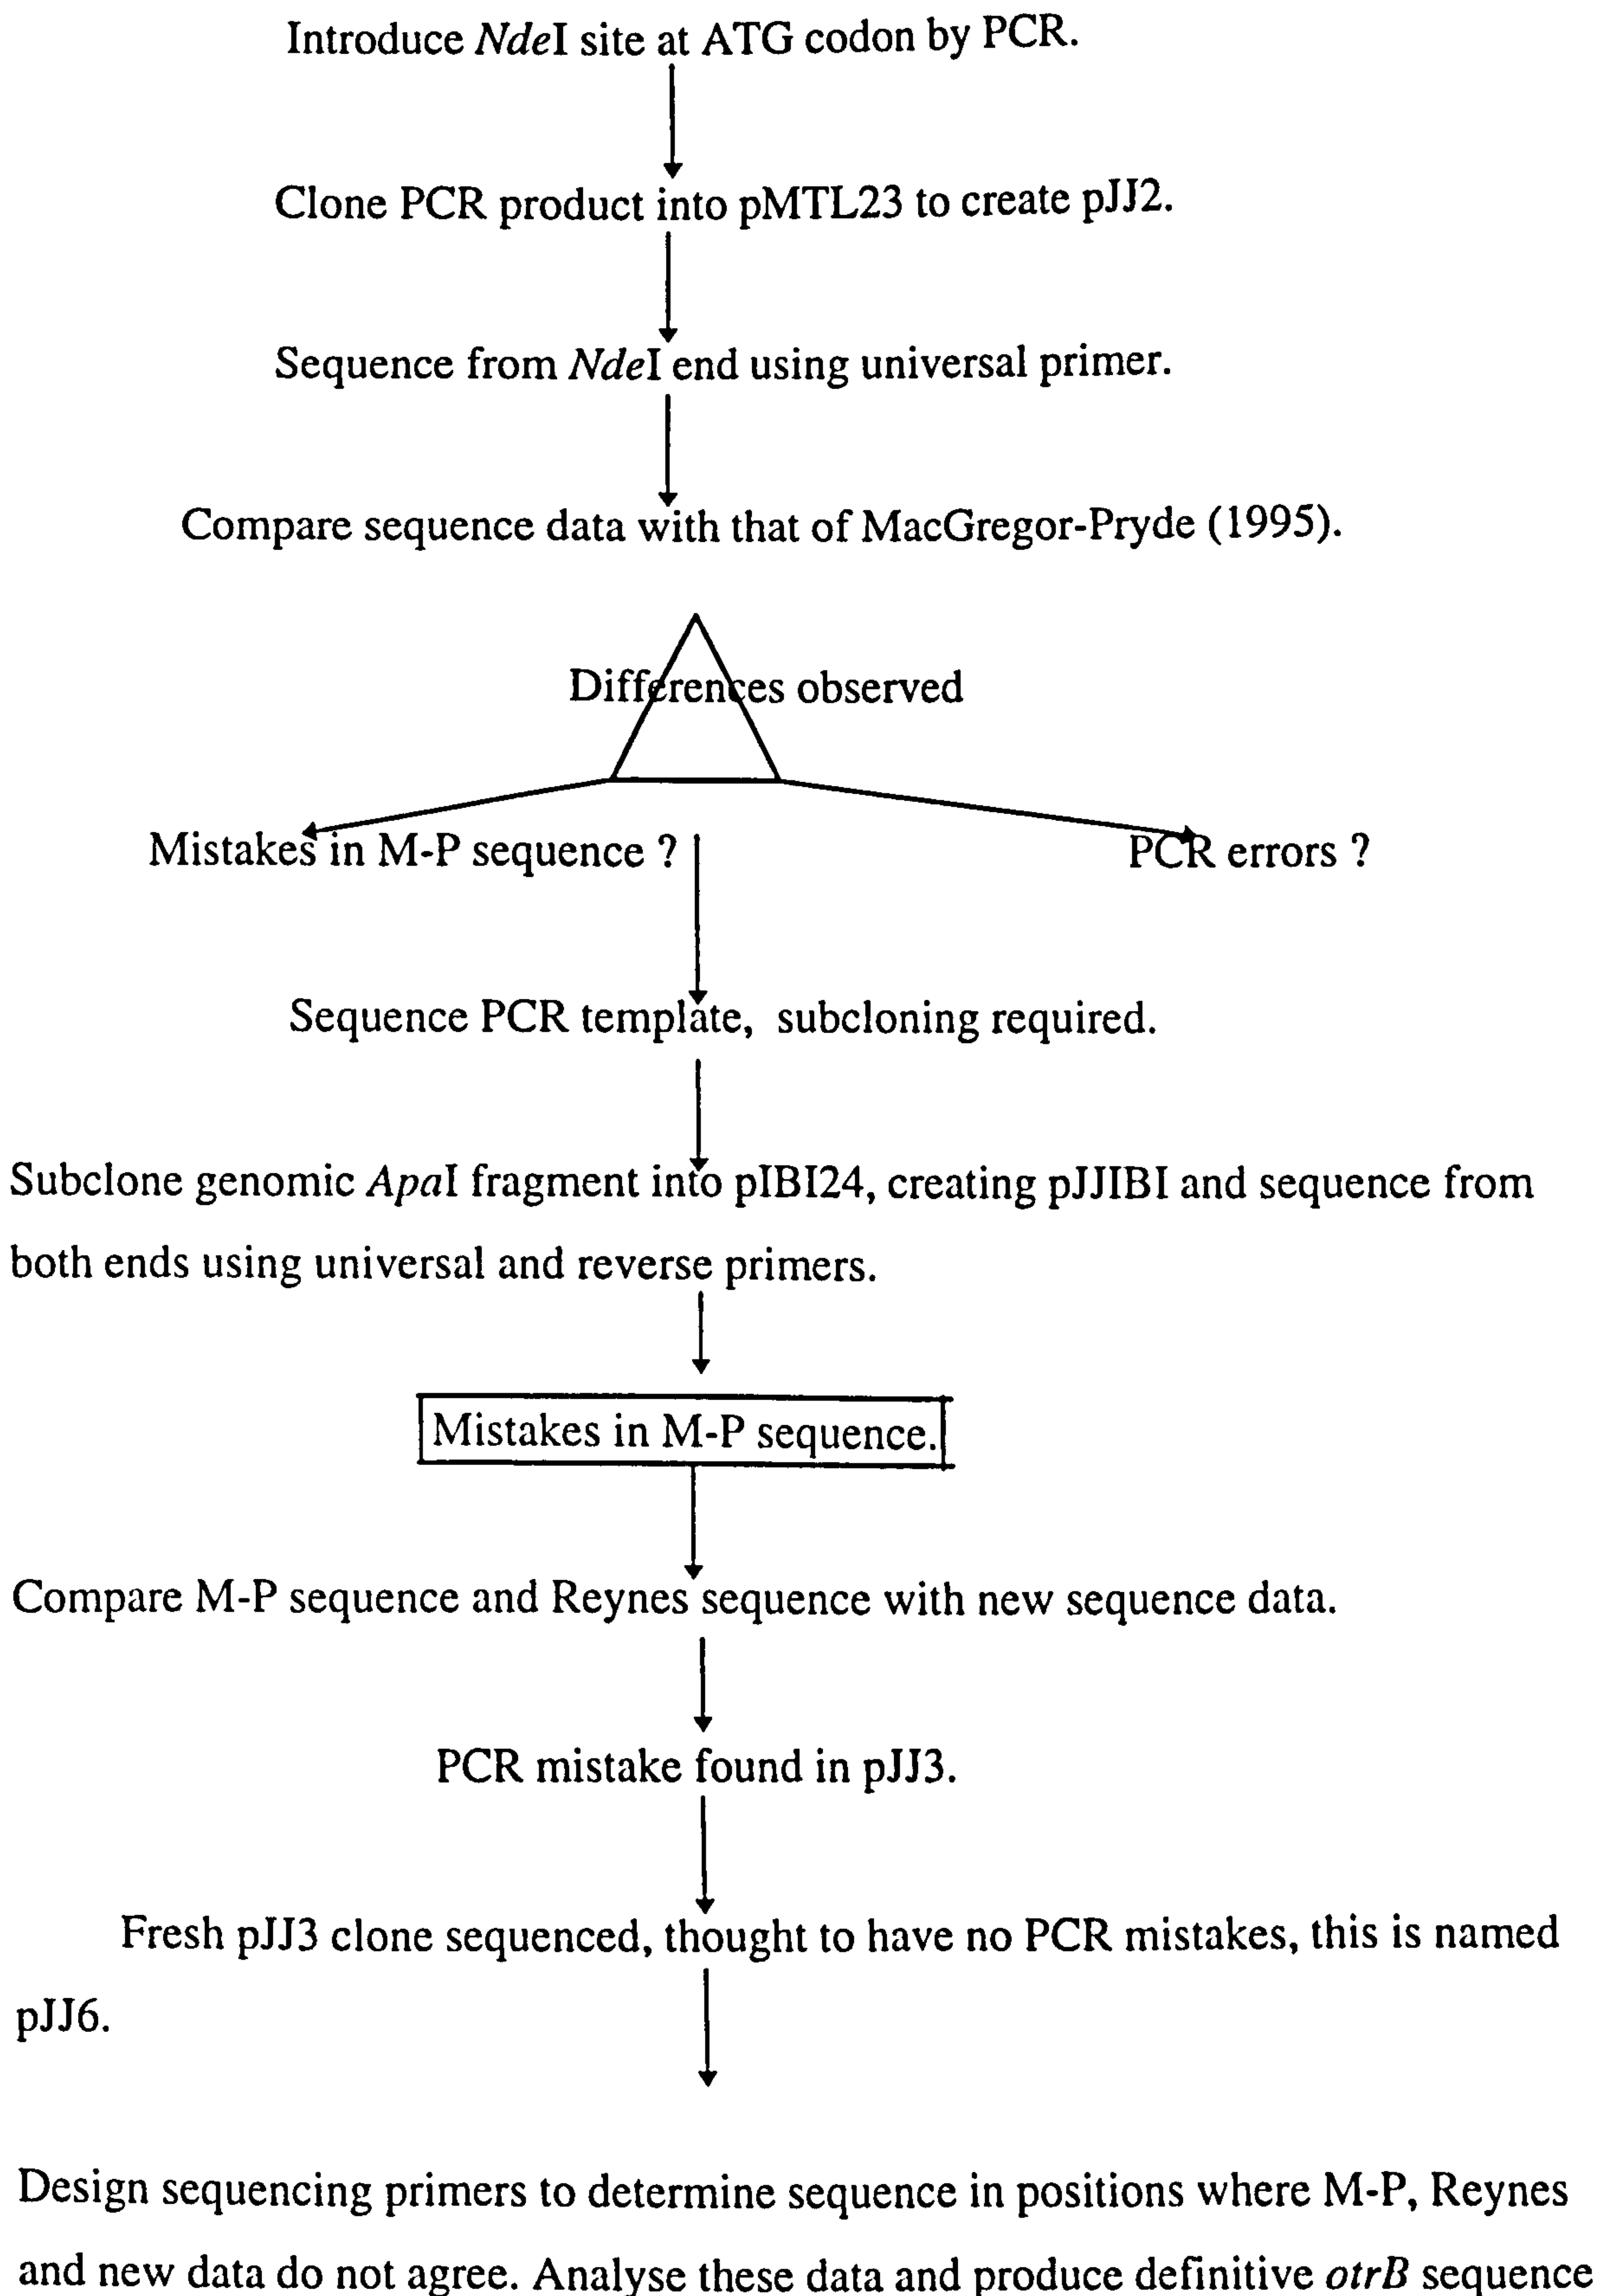 Introduce NdeI site at ATG codon by PCR.
Clone PCR product into pMTL23 to create pJJ2.
Sequence from NdeI end using universal primer.
Compare sequence data with that of MacGregor-Pryde (1995).
Differences observed
Mistakes in M-P sequence ?
PCR errors ?
Sequence PCR template, subcloning required.
Subclone genomic ApaI fragment into pIBI24, creating pJJIBI and sequence from
both ends using universal and reverse primers.
Mistakes in M-P sequence.
Compare M-P sequence and Reynes sequence with new sequence data.
PCR mistake found in pJJ3.
Fresh pJJ3 clone sequenced, thought to have no PCR mistakes, this is named
pJJ6.
Design sequencing primers to determine sequence in positions where M-P, Reynes
and new data do not agree. Analyse these data and produce definitive otrB sequence